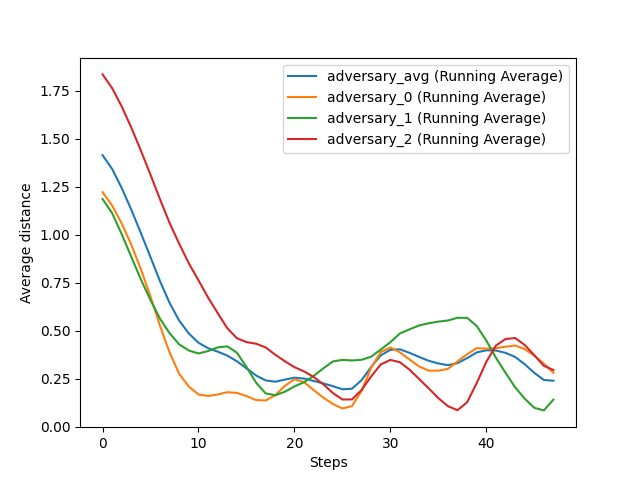 adversary_avg (Running Average)
adversary_0 (Running Average)
adversary_1 (Running Average)
adversary_2 (Running Average)
1.75
1.50
1.25
1.00
0.75
0.50
0.25
0.00
Average distance
0 10 20 30 40
Steps